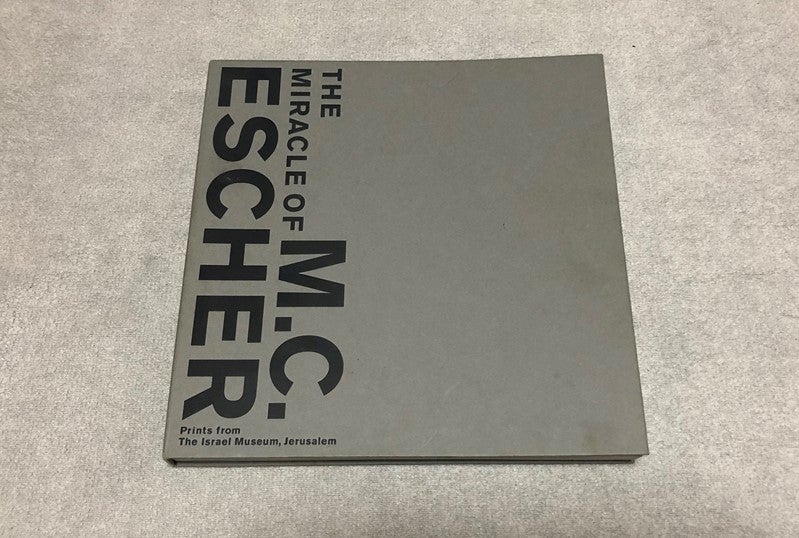 THE
MIRACLE OF M.C.
ESCHER
Prints from
The Israel Museum, Jerusalem